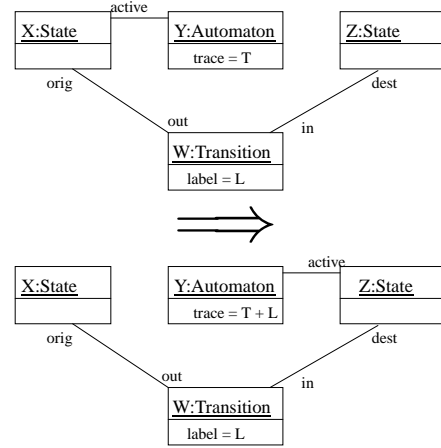 active
X:State Y:Automaton Z:State
trace = T
orig dest
out in
W:Transition
label = L
active
X:State Y:Automaton Z:State
trace = T + L
orig dest
out in
W:Transition
label = L